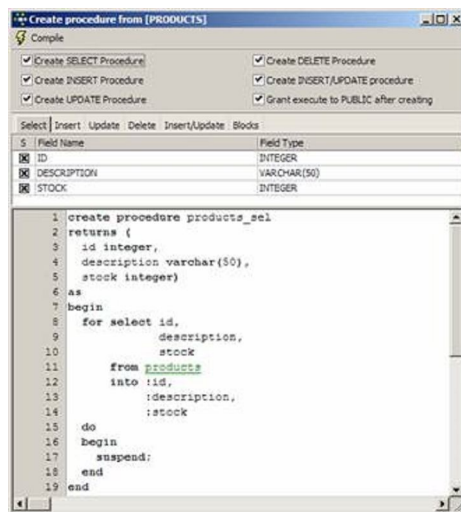 Create procedure from [PRODUCTS]
Compile
Create SELECT Procedure
Create DELETE Procedure
Create INSERT Procedure
Create INSERT/UPDATE procedure
Create UPDATE Procedure
Grant execute to PUBLIC after creating
Select Insert Update Delete Insert/Update Blocks
S Field Name Field Type
ID INTEGER
DESCRIPTION VARCHAR(50)
STOCK INTEGER
1 create procedure products_sel
2 returns (
3 id integer,
4 description varchar(50),
5 stock integer)
6 as
7 begin
8 for select id,
9 description,
10 stock
11 from products
12 into :id,
13 :description,
14 :stock
15 do
16 begin
17 suspend;
18 end
19 end